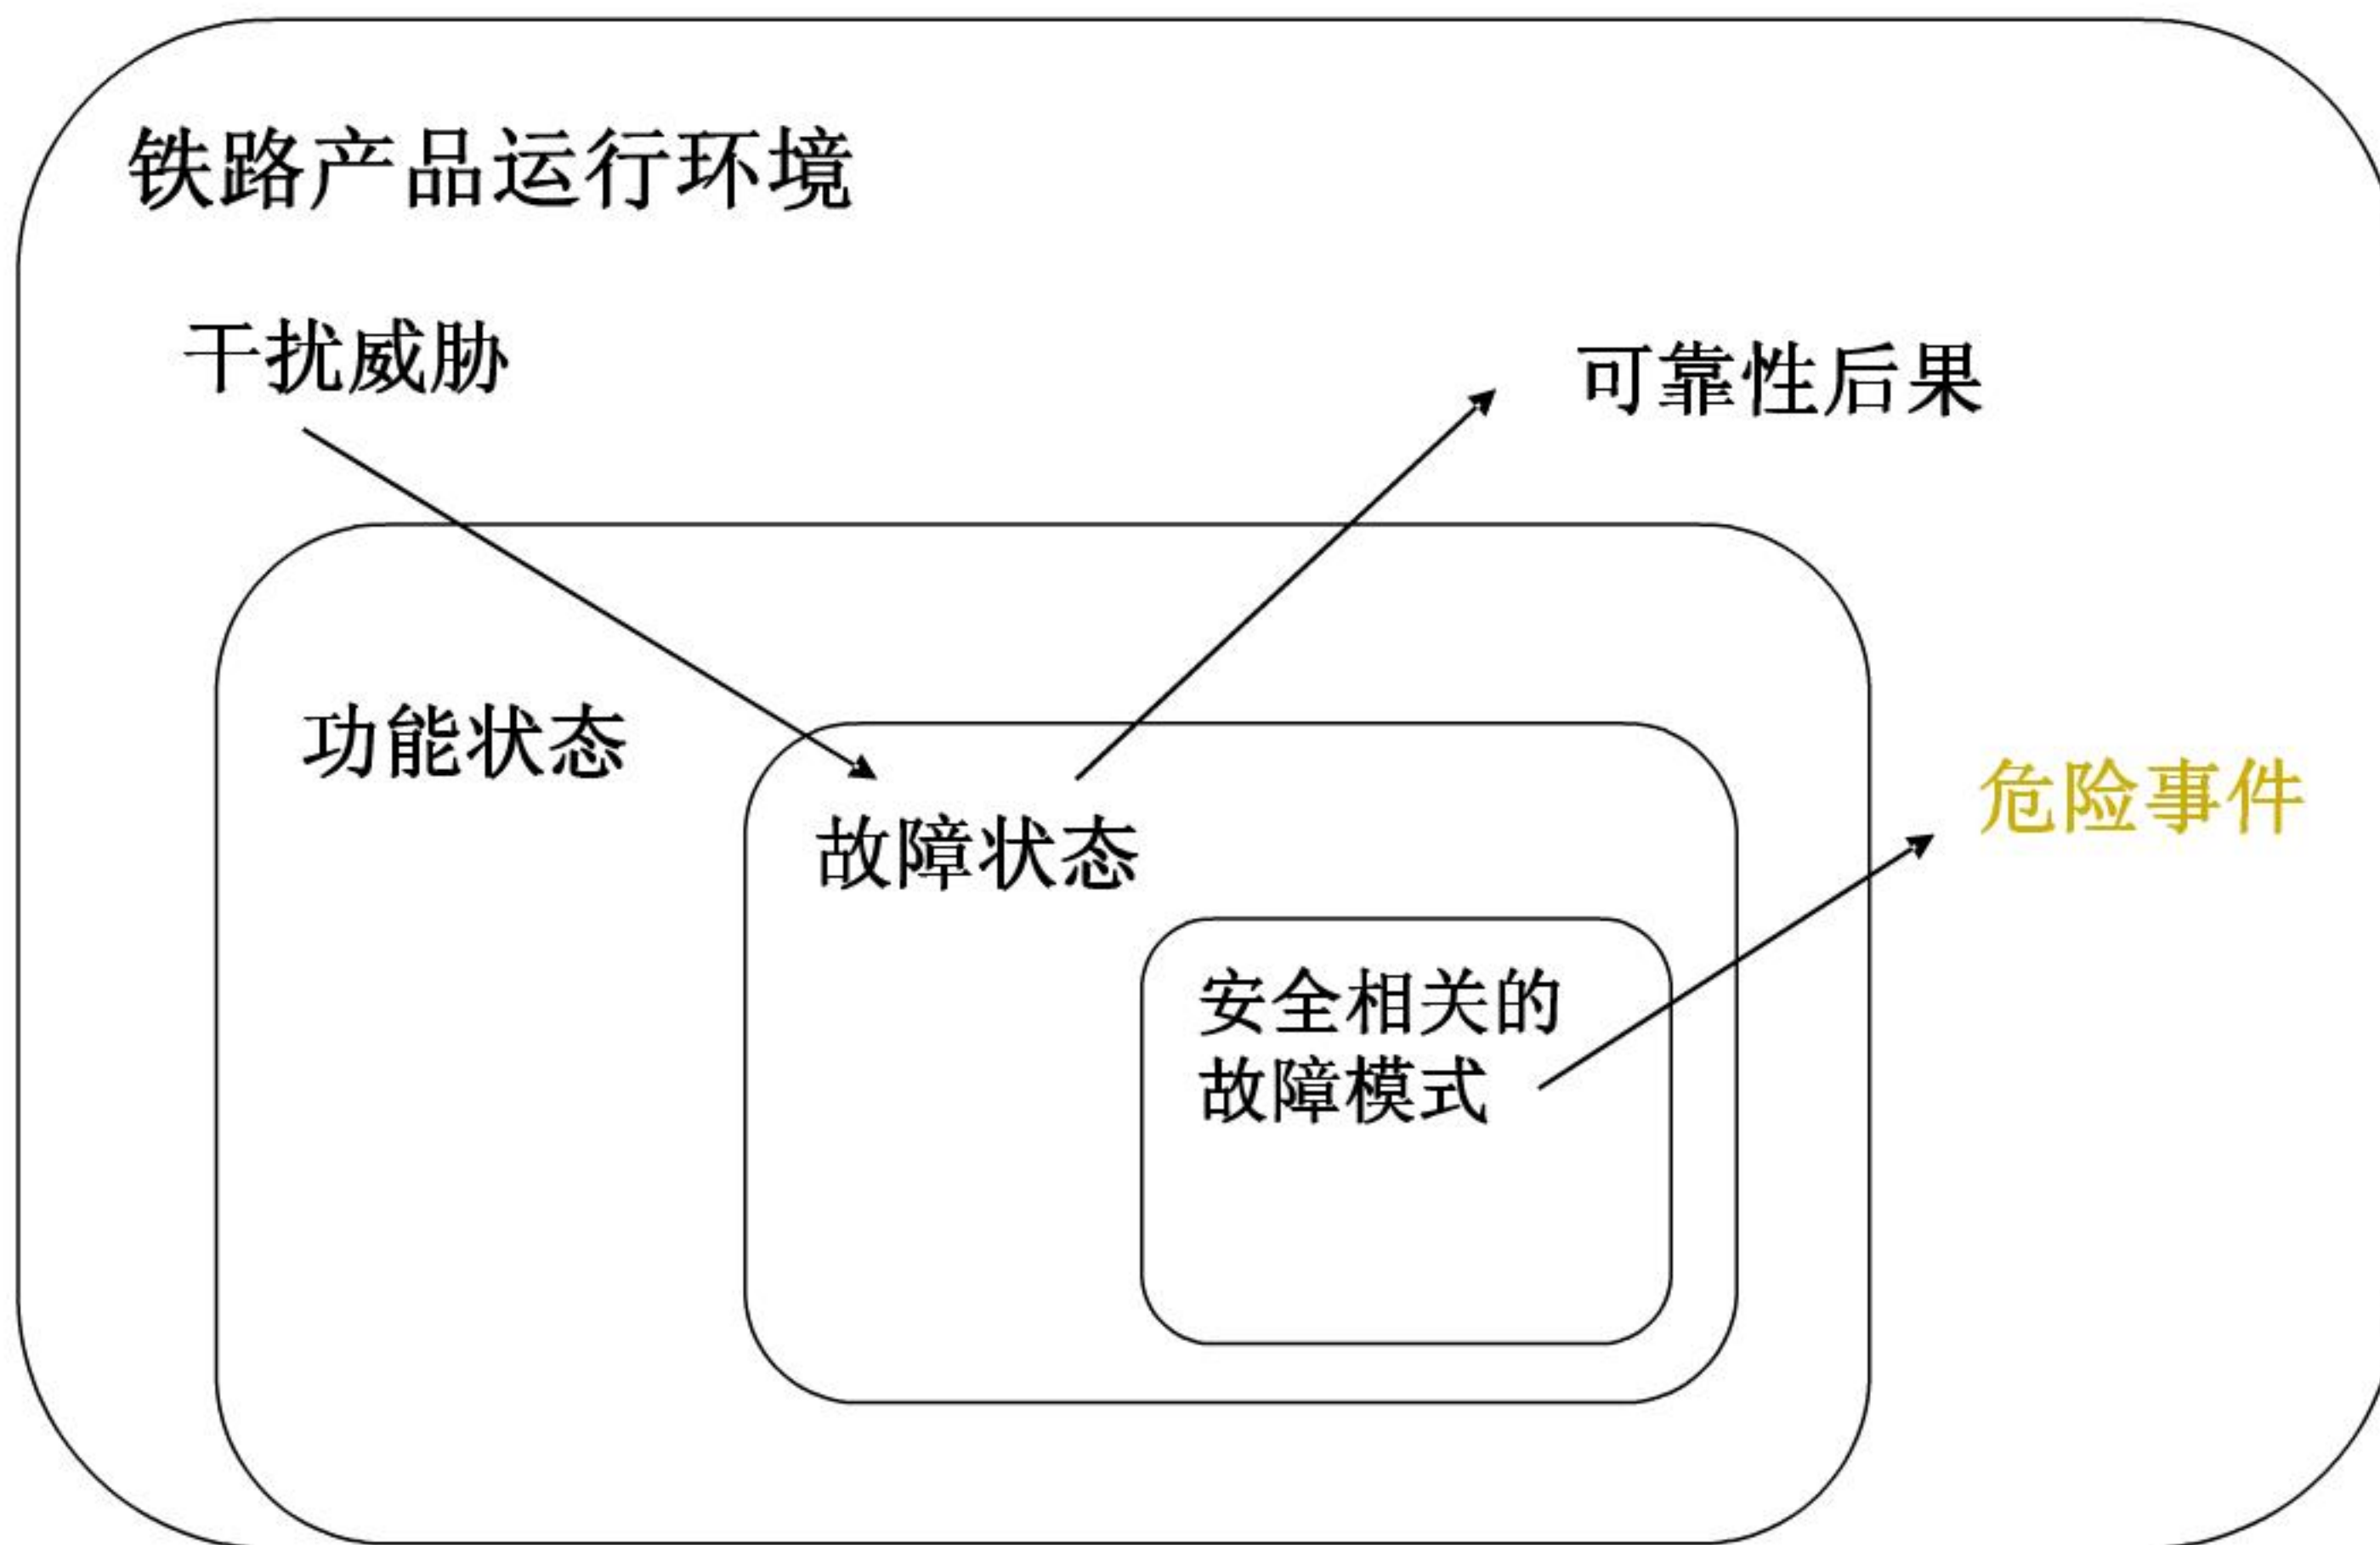 铁路产品运行环境
干扰威胁
可靠性后果
功能状态
危险事件
故障状态
安全相关的
故障模式